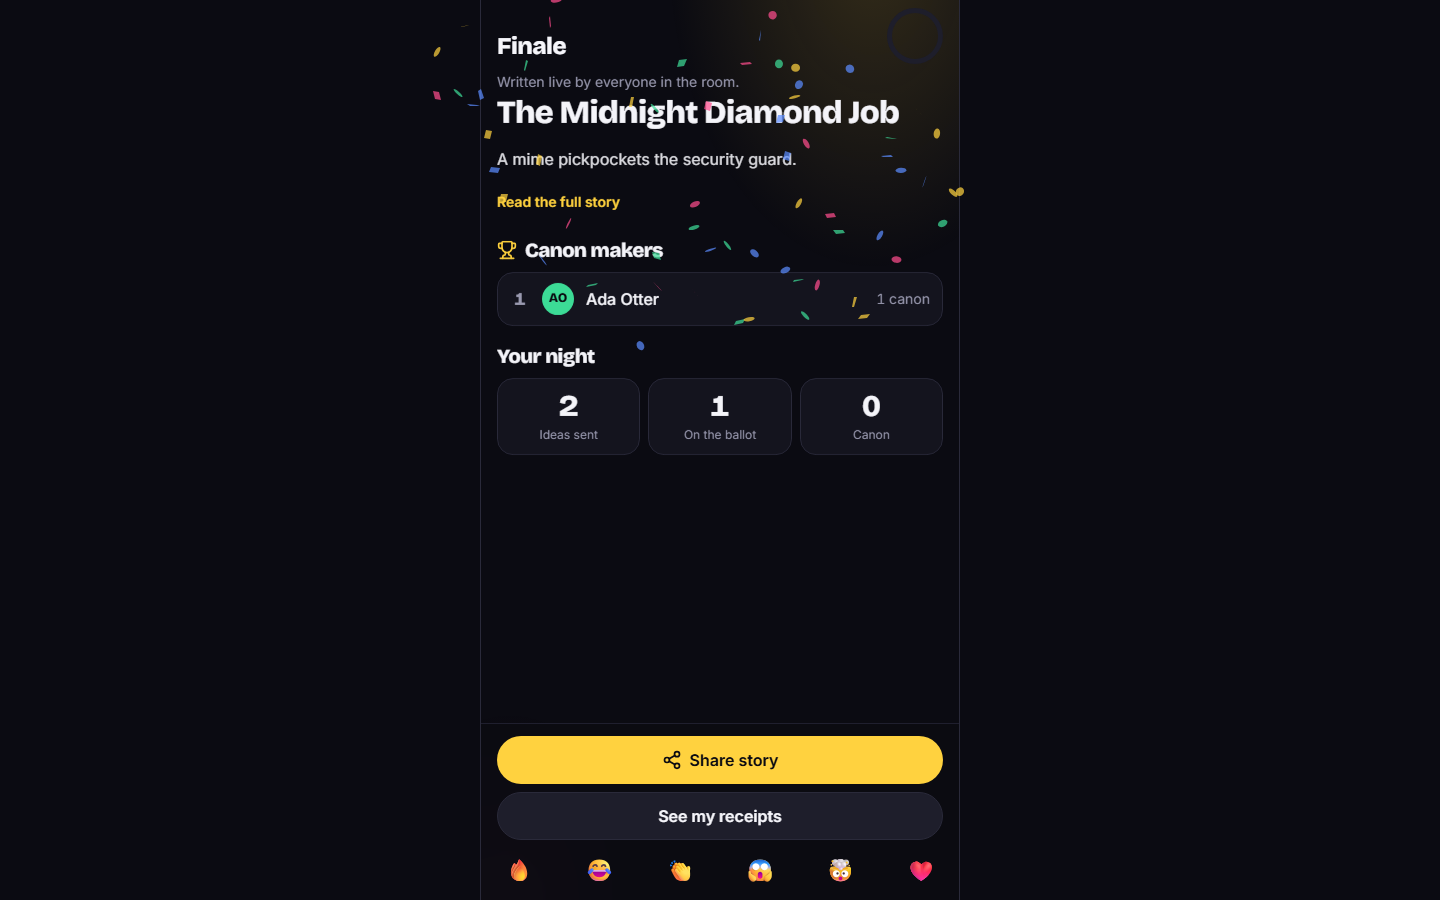 Finale
Written live by everyone in the room.
The Midnight Diamond Job
A mime pickpockets the security guard.
Read the full story
Canon makers
1 AO Ada Otter 1 canon
Your night
2 1 0
Ideas sent On the ballot Canon
Share story
See my receipts